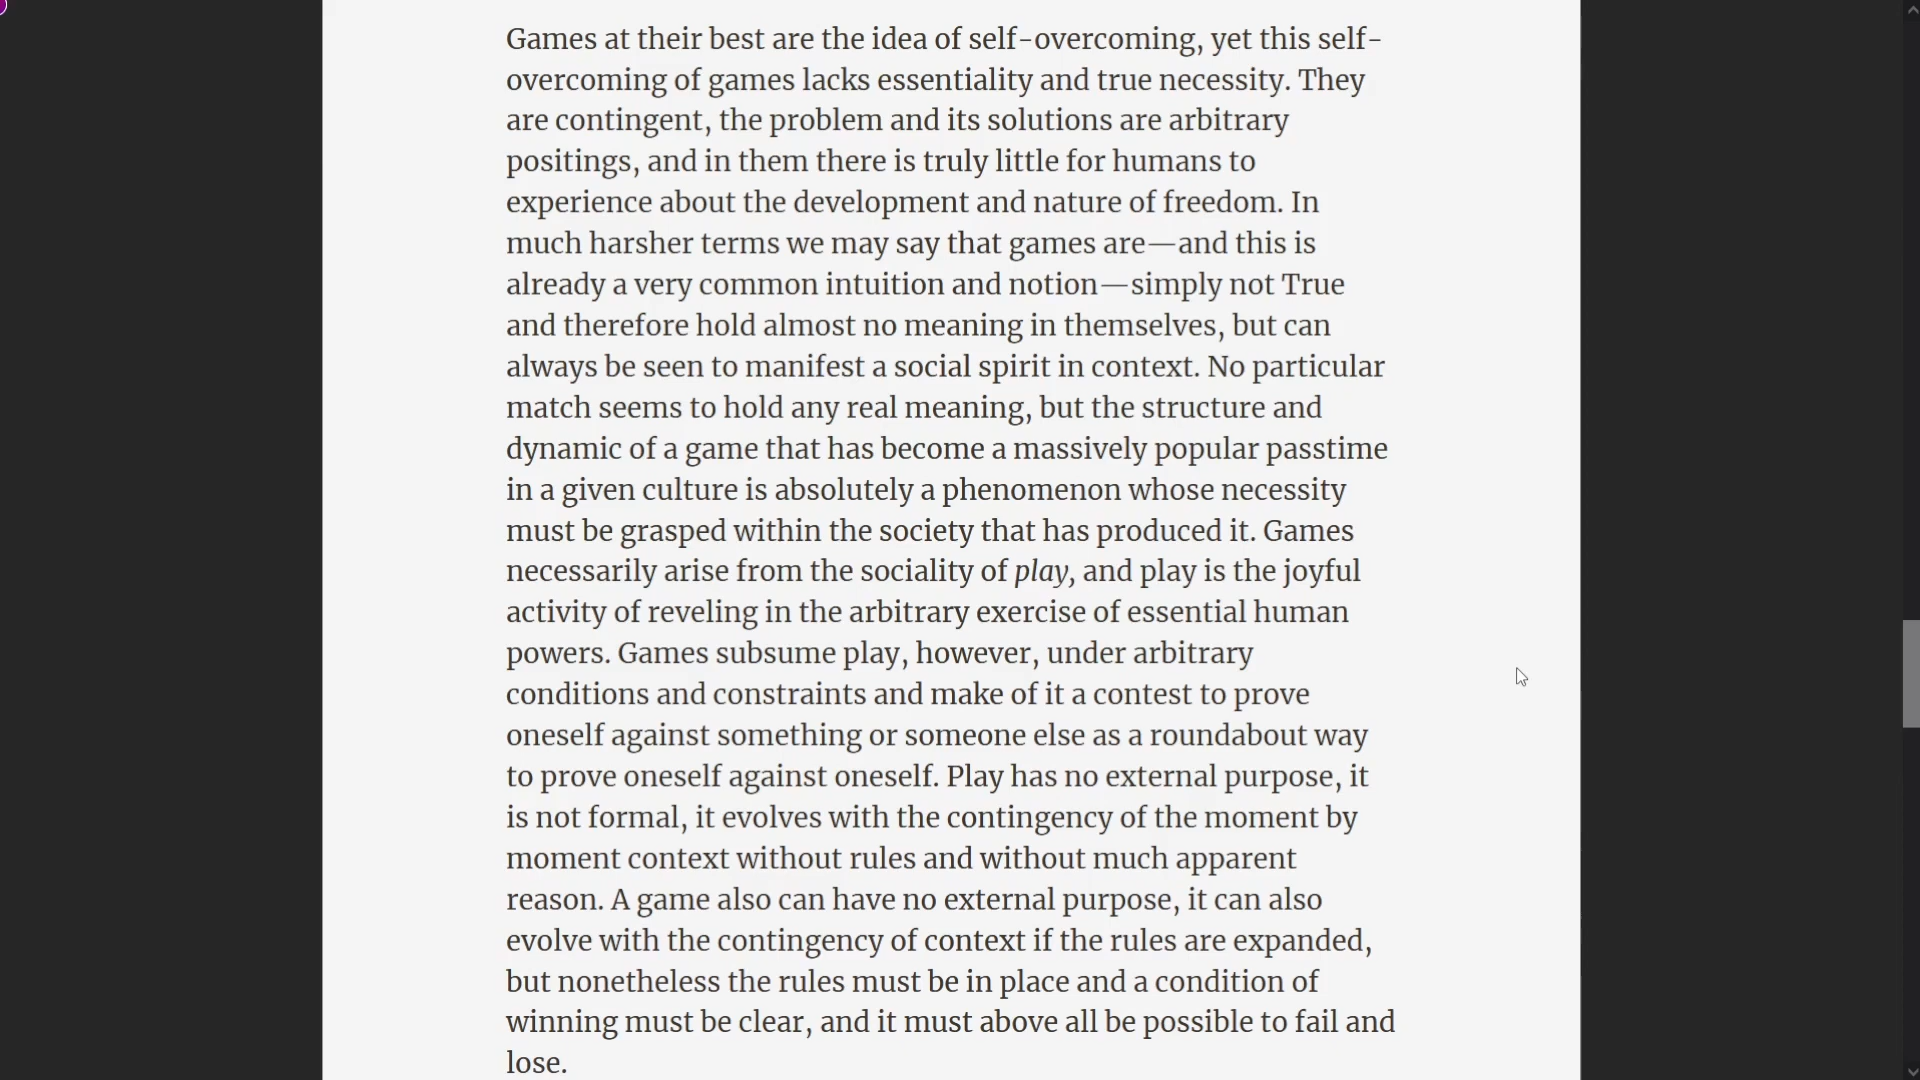 Games at their best are the idea of self-overcoming, yet this self-
overcoming of games lacks essentiality and true necessity. They
are contingent, the problem and its solutions are arbitrary
positings, and in them there is truly little for humans to
experience about the development and nature of freedom. In
much harsher terms we may say that games are—and this is
already a very common intuition and notion—simply not True
and therefore hold almost no meaning in themselves, but can
always be seen to manifest a social spirit in context. No particular
match seems to hold any real meaning, but the structure and
dynamic of a game that has become a massively popular passtime
in a given culture is absolutely a phenomenon whose necessity
must be grasped within the society that has produced it. Games
necessarily arise from the sociality of play, and play is the joyful
activity of reveling in the arbitrary exercise of essential human
powers. Games subsume play, however, under arbitrary
conditions and constraints and make of it a contest to prove
oneself against something or someone else as a roundabout way
to prove oneself against oneself. Play has no external purpose, it
is not formal, it evolves with the contingency of the moment by
moment context without rules and without much apparent
reason. A game also can have no external purpose, it can also
evolve with the contingency of context if the rules are expanded,
but nonetheless the rules must be in place and a condition of
winning must be clear, and it must above all be possible to fail and
lose.